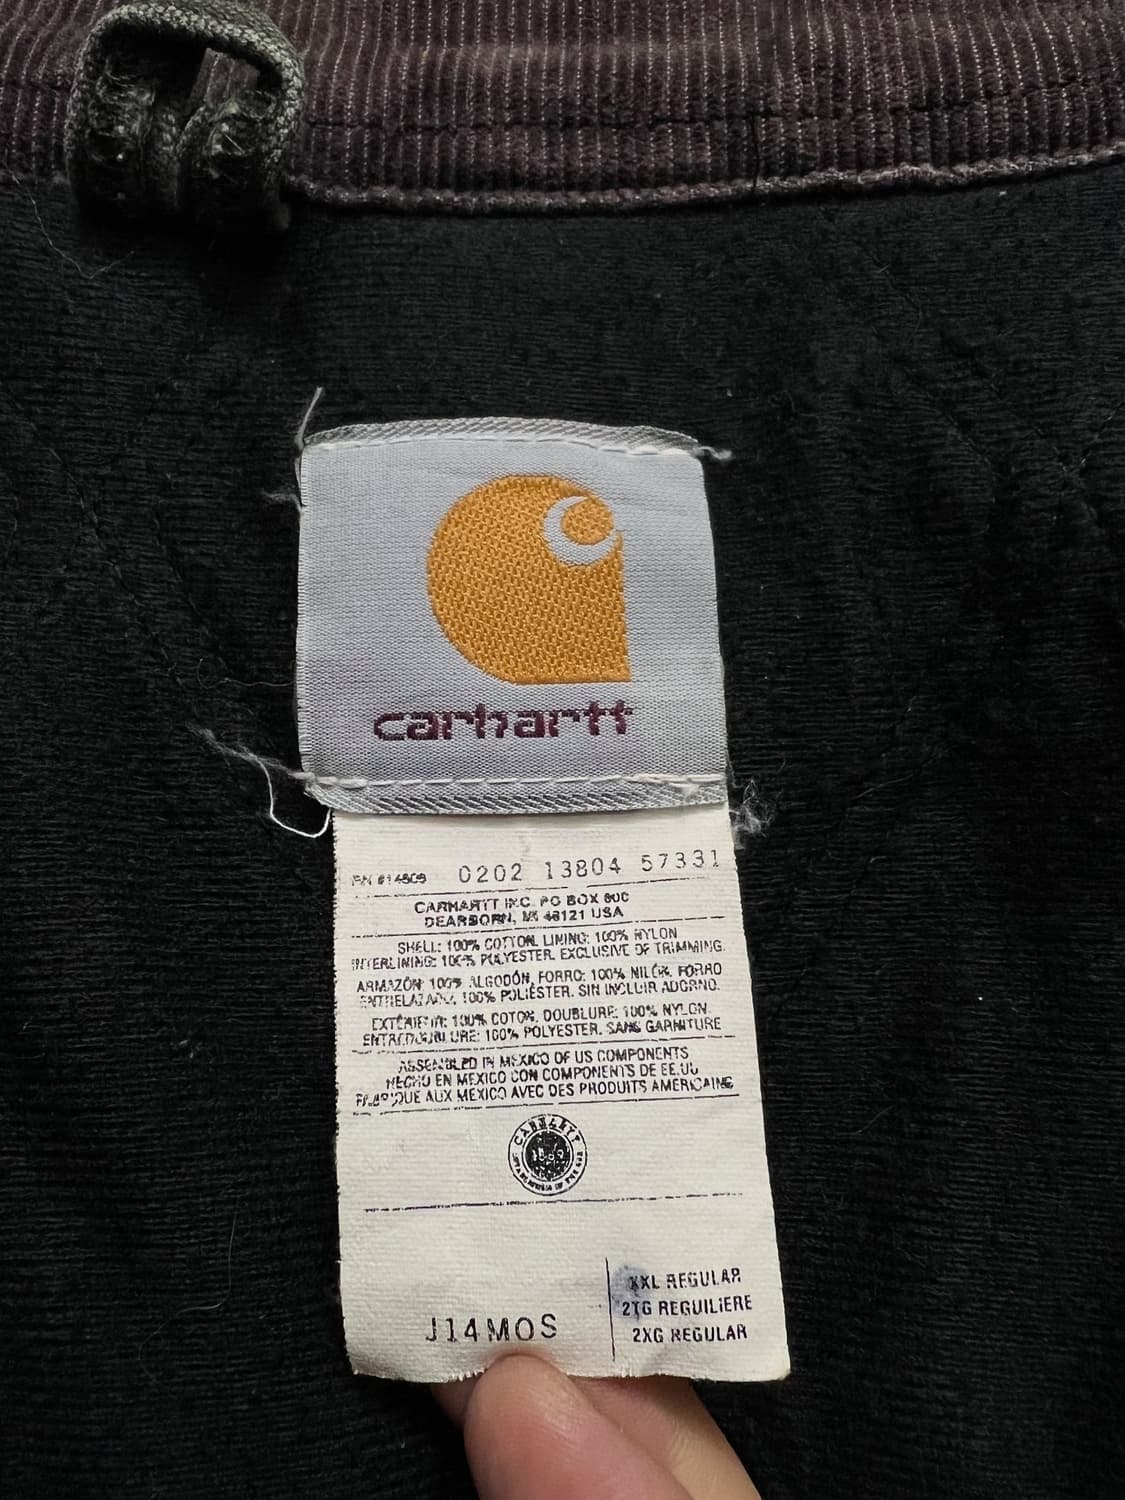 carhartt
RN #14806 0202 13804 57331
CARHARTT INC. PO BOX 600
DEARBORN, MI 48121 USA
SHELL: 100% COTTON, LINING: 100% NYLON
INTERLINING: 100% POLYESTER, EXCLUSIVE OF TRIMMING.
ARMAZÓN: 100% ALGODÓN, FORRO: 100% NILÓN, FORRO
ENTRELAZADO, 100% POLIÉSTER. SIN INCLUIR ADORNO.
EXTÉRIEUR: 100% COTON, DOUBLURE: 100% NYLON.
ENTREDOUBLURE: 100% POLYESTER, SANS GARNITURE
ASSEMBLED IN MEXICO OF US COMPONENTS
HECHO EN MEXICO CON COMPONENTS DE EE.UU
FABRIQUE AUX MEXICO AVEC DES PRODUITS AMERICAINE
CARHARTT
1889
J14MOS
XXL REGULAR
2TG REGUILIERE
2XG REGULAR